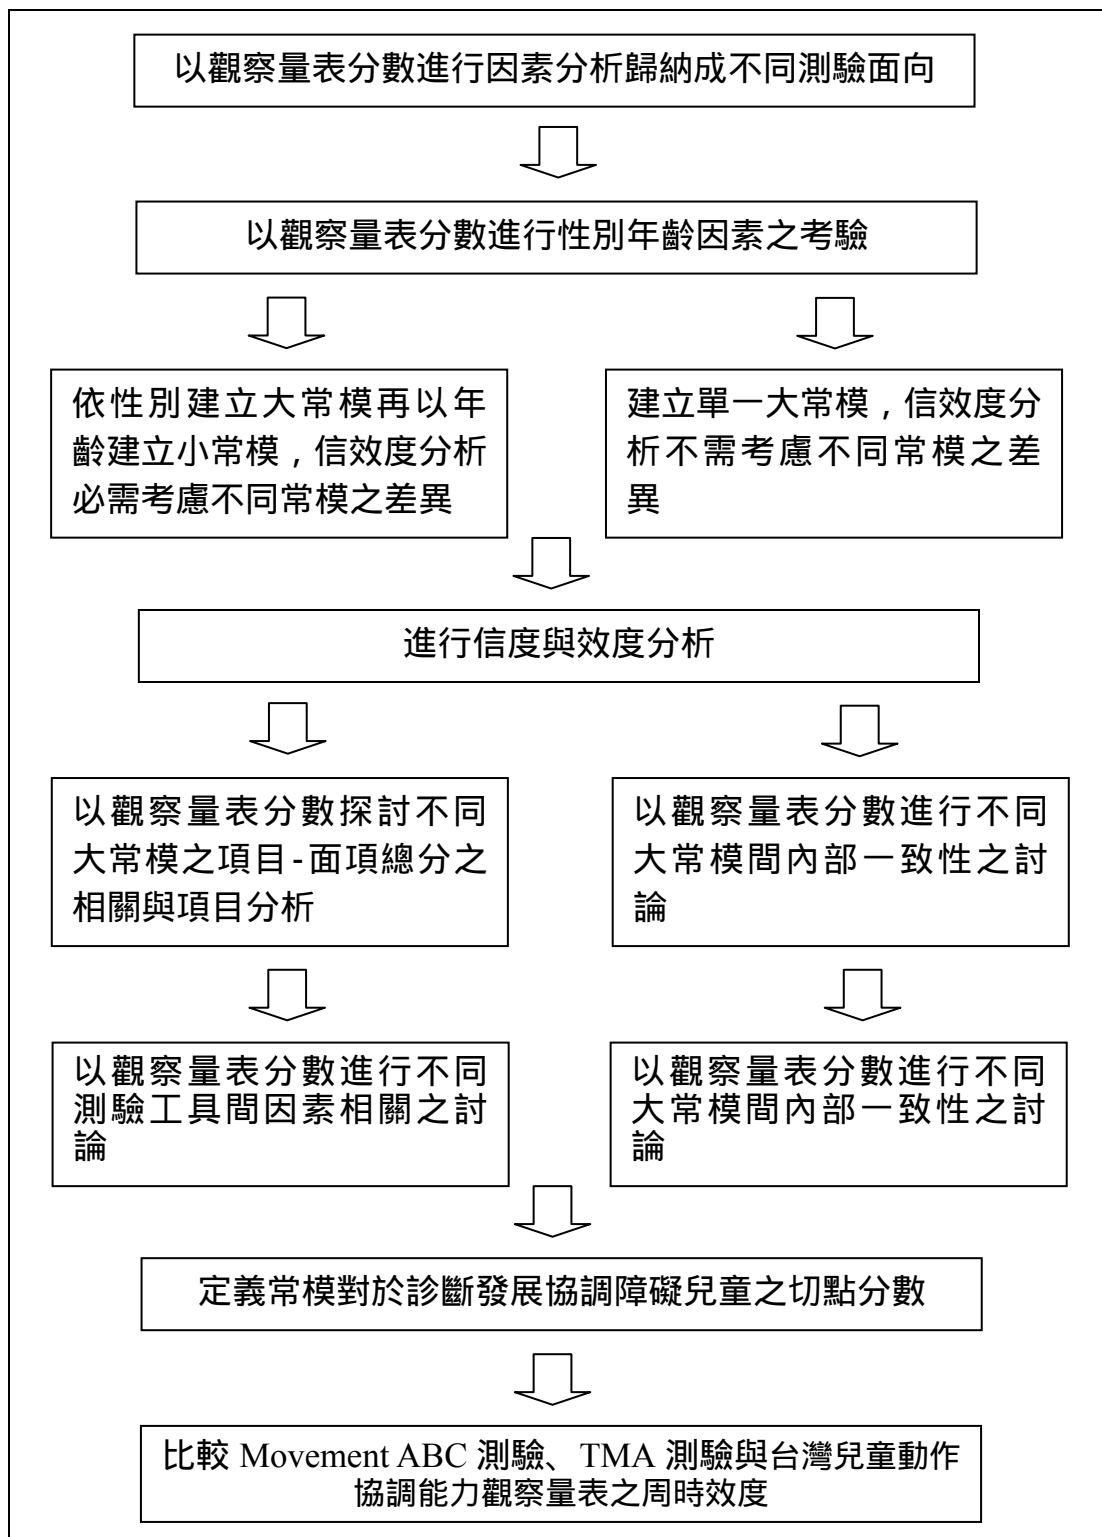 以觀察量表分數進行因素分析歸納成不同測驗面向
以觀察量表分數進行性別年齡因素之考驗
依性別建立大常模再以年
齡建立小常模，信效度分析
必需考慮不同常模之差異
建立單一大常模，信效度分
析不需考慮不同常模之差
異
進行信度與效度分析
以觀察量表分數探討不同
大常模之項目-面項總分之
相關與項目分析
以觀察量表分數進行不同
大常模間內部一致性之討
論
以觀察量表分數進行不同
測驗工具間因素相關之討
論
以觀察量表分數進行不同
大常模間內部一致性之討
論
定義常模對於診斷發展協調障礙兒童之切點分數
比較 Movement ABC 測驗、TMA 測驗與台灣兒童動作
協調能力觀察量表之周時效度